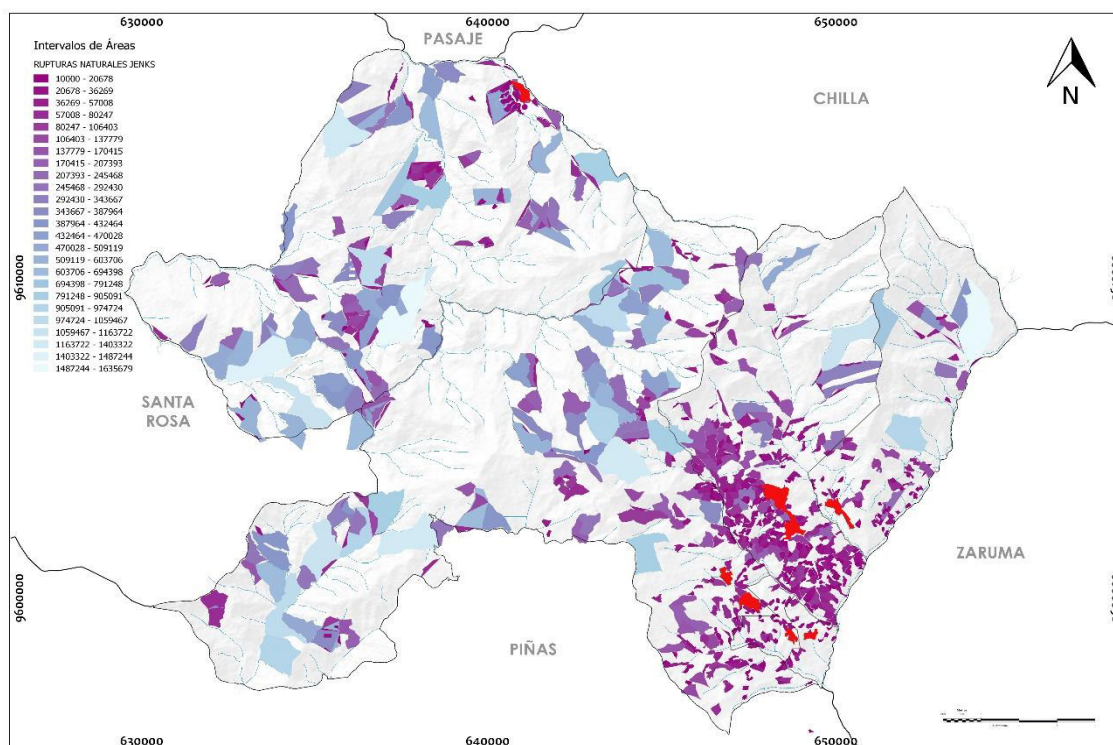 630000 640000 650000
PASAJE
Intervalos de Áreas
RUPTURAS NATURALES JENKS
10000 - 20678
20678 - 36269
36269 - 57008
57008 - 80247
80247 - 106403
106403 - 137779
137779 - 170415
170415 - 207393
207393 - 245468
245468 - 292430
292430 - 343667
343667 - 387964
387964 - 432464
432464 - 470028
470028 - 509119
509119 - 603706
603706 - 694398
694398 - 791248
791248 - 905091
905091 - 974724
974724 - 1059467
1059467 - 1163722
1163722 - 1403322
1403322 - 1487244
1487244 - 1635679
N
CHILLA
9610000
SANTA
ROSA
ZARUMA
9600000
PIÑAS
630000 640000 650000